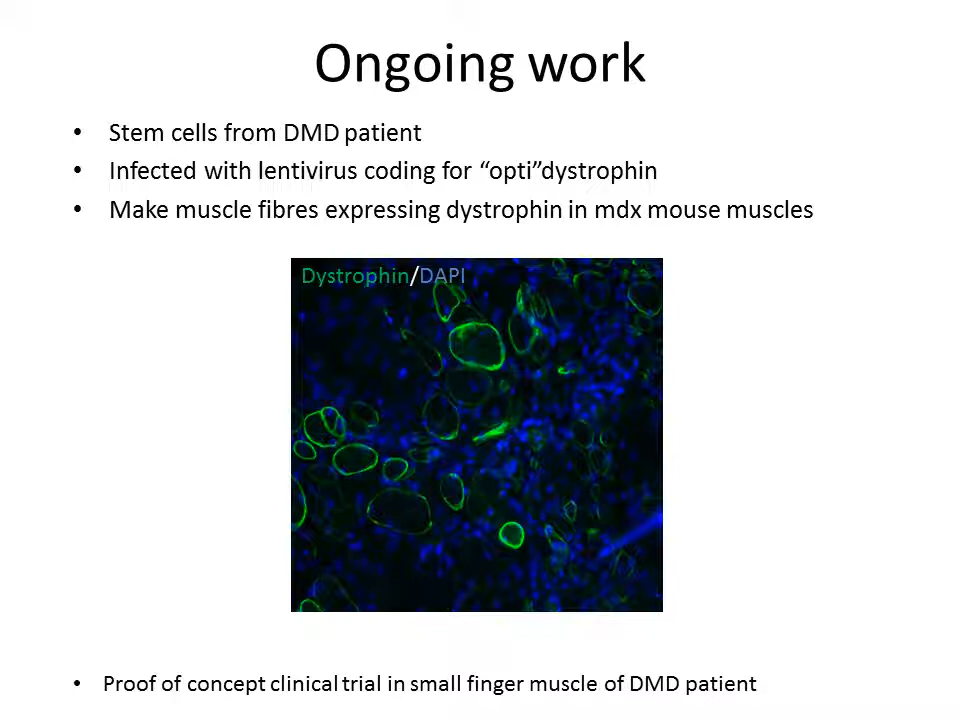 Ongoing work
• Stem cells from DMD patient
• Infected with lentivirus coding for “opti”dystrophin
• Make muscle fibres expressing dystrophin in mdx mouse muscles
Dystrophin/DAPI
• Proof of concept clinical trial in small finger muscle of DMD patient